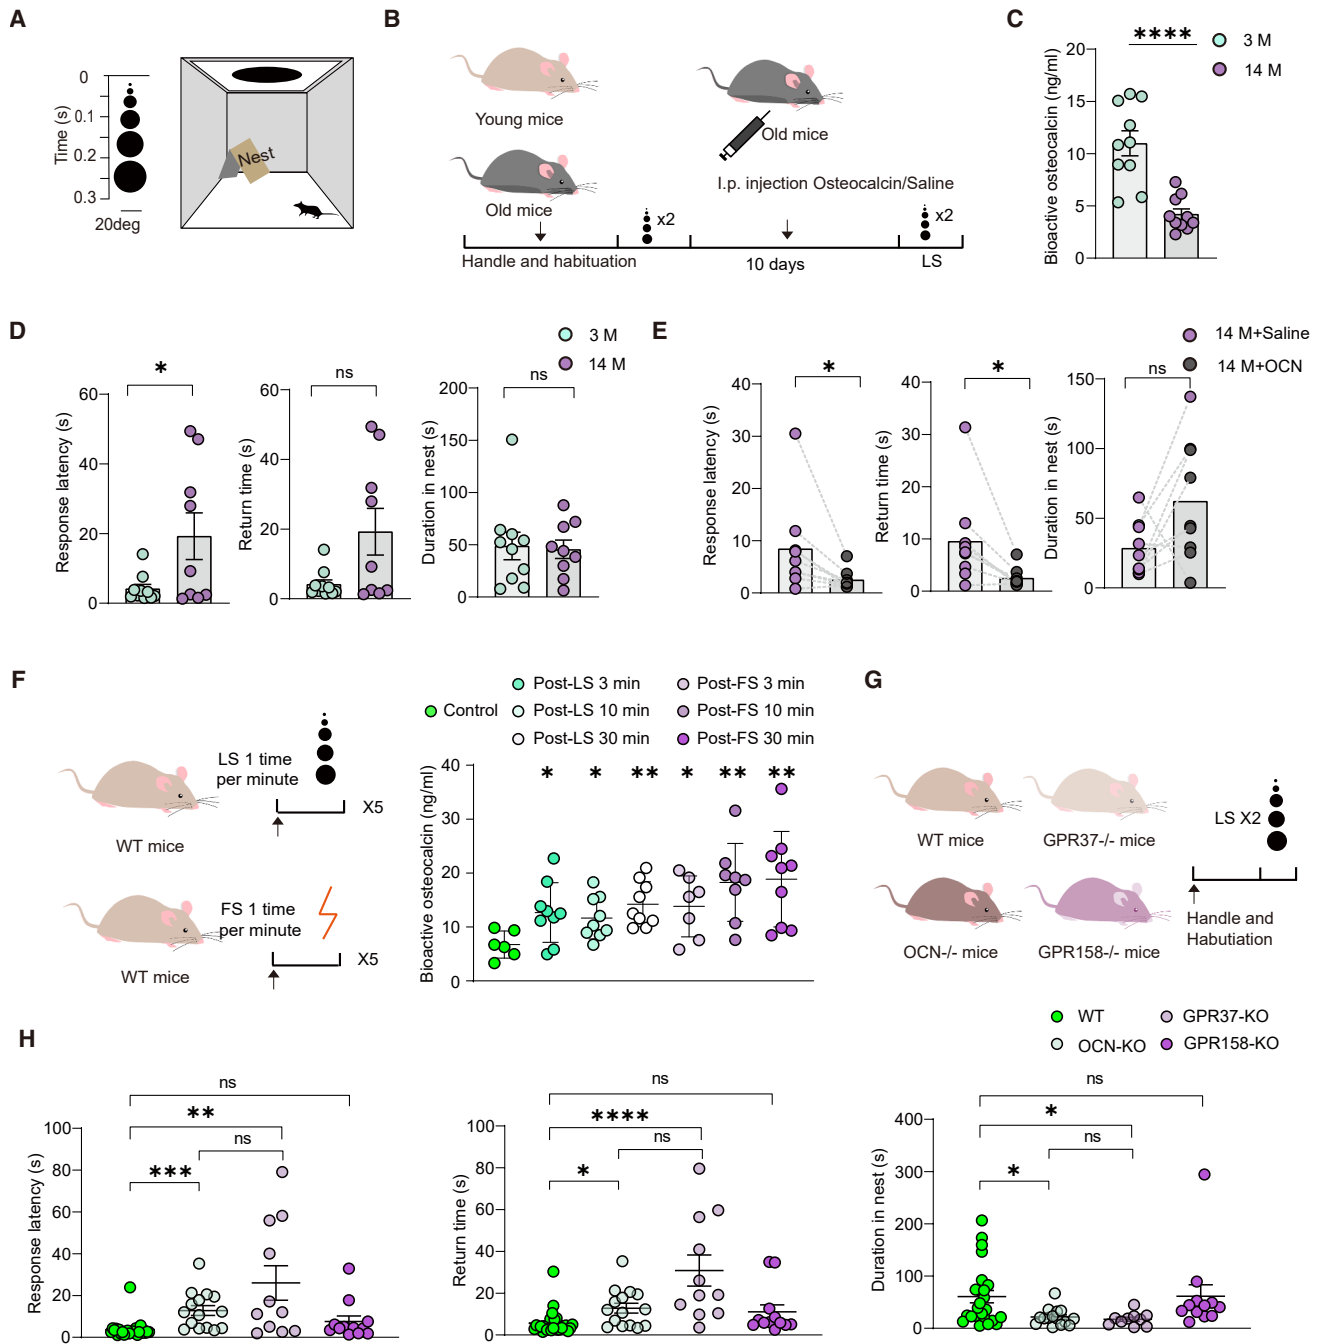 A
0
0.1
0.2
0.3
Time (s)
20deg
Nest
B
Young mice
Old mice
Old mice
I.p. injection Osteocalcin/Saline
x2
x2
Handle and habituation
10 days
LS
C
****
3 M
14 M
Bioactive osteocalcin (ng/ml)
20
15
10
5
0
D
3 M
14 M
*
Response latency (s)
60
40
20
0
ns
Return time (s)
60
40
20
0
ns
Duration in nest (s)
200
150
100
50
0
E
14 M+Saline
14 M+OCN
*
Response latency (s)
40
30
20
10
0
*
Return time (s)
40
30
20
10
0
ns
Duration in nest (s)
150
100
50
0
F
LS 1 time
per minute
X5
WT mice
FS 1 time
per minute
X5
WT mice
Control
Post-LS 3 min
Post-LS 10 min
Post-LS 30 min
Post-FS 3 min
Post-FS 10 min
Post-FS 30 min
* * ** * ** **
Bioactive osteocalcin (ng/ml)
40
30
20
10
0
G
WT mice
GPR37-/- mice
OCN-/- mice
GPR158-/- mice
LS X2
Handle and
Habutiation
H
WT
OCN-KO
GPR37-KO
GPR158-KO
ns
**
ns
***
Response latency (s)
100
80
60
40
20
0
ns
****
ns
*
Return time (s)
100
80
60
40
20
0
ns
*
ns
*
Duration in nest (s)
400
300
200
100
0